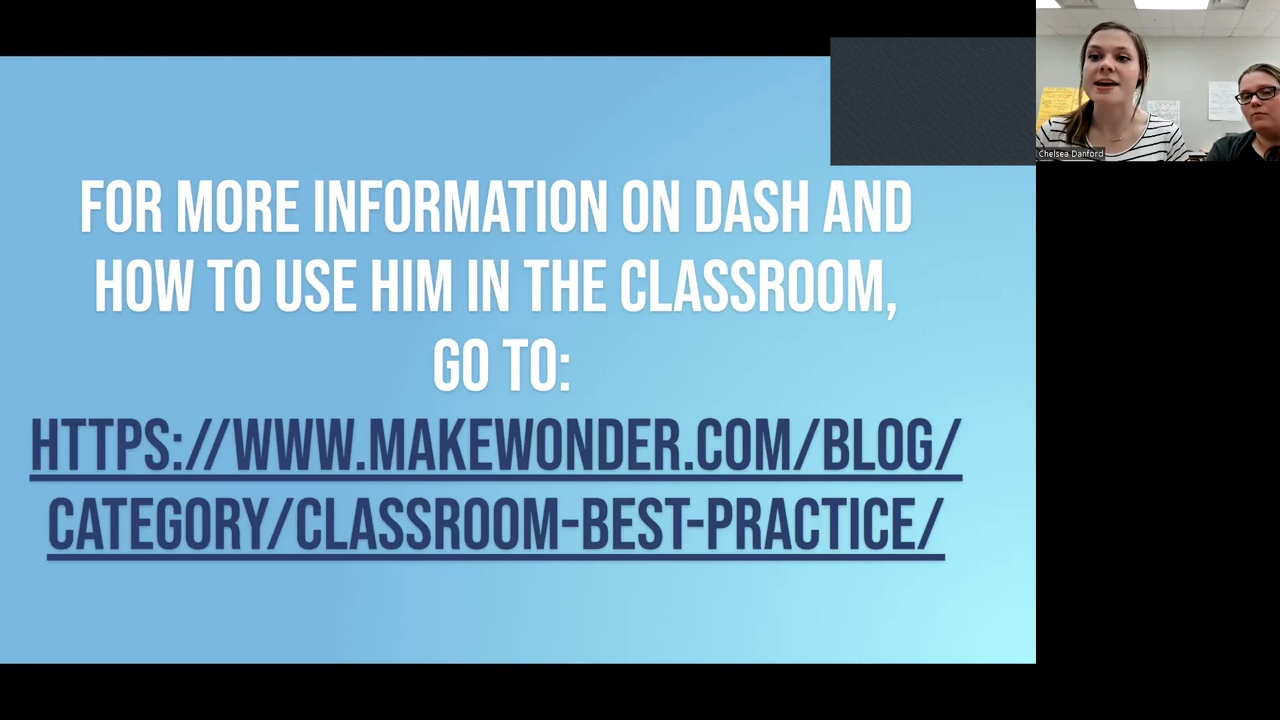 FOR MORE INFORMATION ON DASH AND
HOW TO USE HIM IN THE CLASSROOM,
GO TO:
HTTPS://WWW.MAKEWONDER.COM/BLOG/
CATEGORY/CLASSROOM-BEST-PRACTICE/
Chelsea Danford